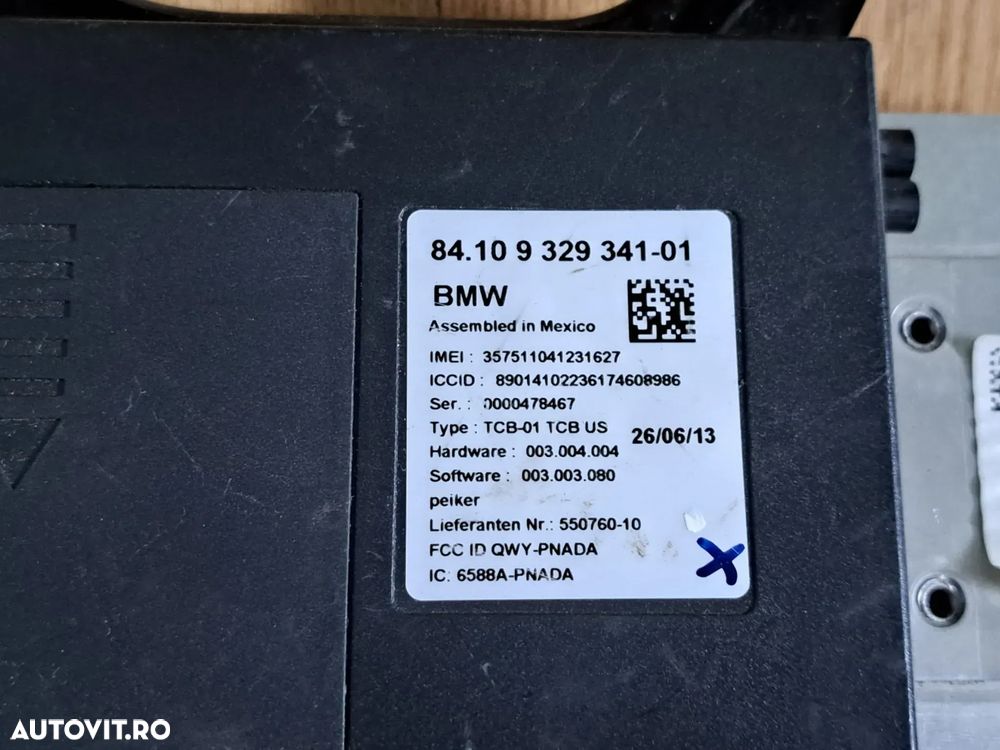 84.10 9 329 341-01
BMW
Assembled in Mexico
IMEI : 357511041231627
ICCID : 89014102236174608986
Ser. : 0000478467
Type : TCB-01 TCB US
26/06/13
Hardware : 003.004.004
Software : 003.003.080
peiker
Lieferanten Nr.: 550760-10
FCC ID QWY-PNADA
IC: 6588A-PNADA
AUTOVIT.RO